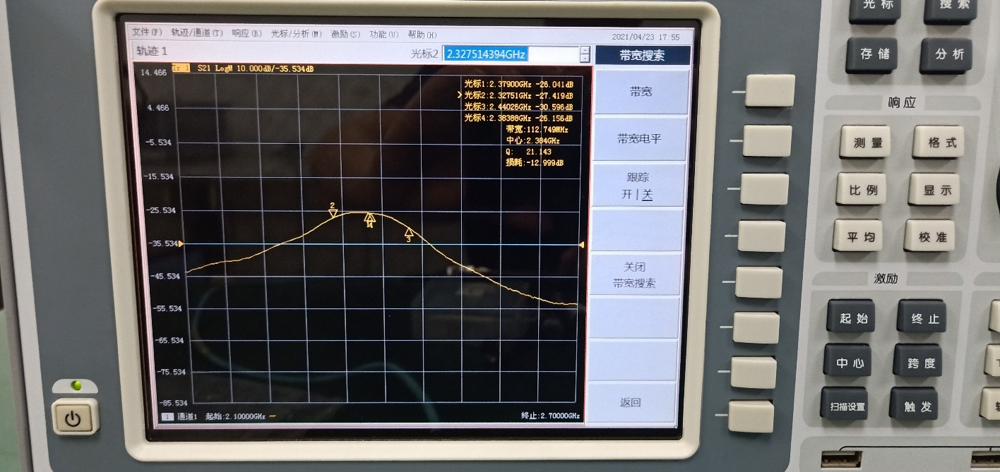 文件(F) 轨迹/通道(T) 响应(R) 光标/分析(M) 激励(S) 功能(U) 帮助(H)
2021/04/23 17:55
轨迹 1
光标2 2.327514394GHz
带宽搜索
Tr 1 S21 LogM 10.000dB/-35.534dB
14.466
4.466
-5.534
-15.534
-25.534
-35.534
-45.534
-55.534
-65.534
-75.534
-85.534
光标1:2.37900GHz -26.041dB
>光标2:2.32751GHz -27.419dB
光标3:2.44026GHz -30.596dB
光标4:2.38388GHz -26.156dB
带宽:112.749MHz
中心:2.384GHz
Q: 21.143
损耗:-12.999dB
2
1
4
3
1 通道1 起始:2.10000GHz
终止:2.70000GHz
带宽
带宽电平
跟踪
开|关
关闭
带宽搜索
返回
光标 搜索
存储 分析
响应
测量 格式
比例 显示
平均 校准
激励
起始 终止
中心 跨度
扫描设置 触发